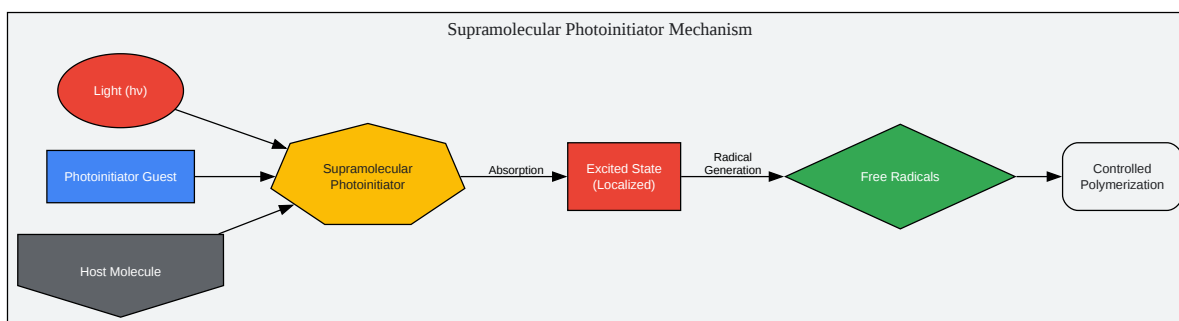 Supramolecular Photoinitiator Mechanism
Light (hν)
Photoinitiator Guest
Host Molecule
Supramolecular
Photoinitiator
Absorption
Excited State
(Localized)
Radical
Generation
Free Radicals
Controlled
Polymerization